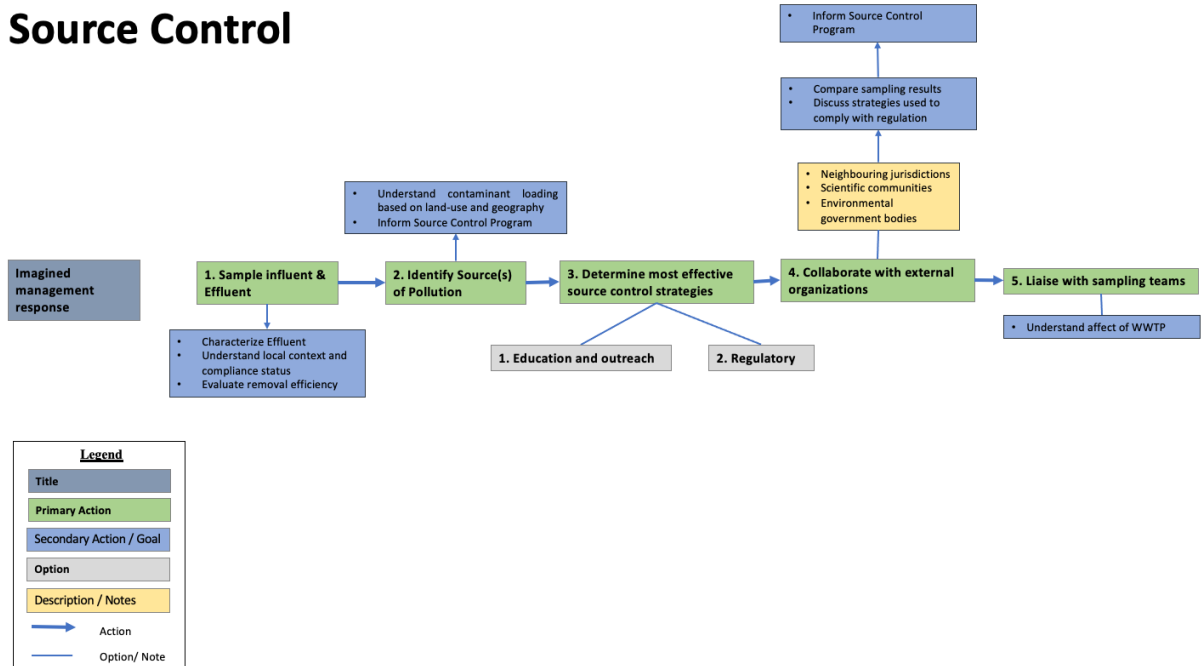 Source Control
• Inform Source Control
Program
• Compare sampling results
• Discuss strategies used to
comply with regulation
• Neighbouring jurisdictions
• Scientific communities
• Environmental
government bodies
• Understand contaminant loading
based on land-use and geography
• Inform Source Control Program
Imagined
management
response
1. Sample influent &
Effluent
2. Identify Source(s)
of Pollution
3. Determine most effective
source control strategies
4. Collaborate with external
organizations
5. Liaise with sampling teams
• Characterize Effluent
• Understand local context and
compliance status
• Evaluate removal efficiency
1. Education and outreach
2. Regulatory
• Understand affect of WWTP
Legend
Title
Primary Action
Secondary Action / Goal
Option
Description / Notes
Action
Option/ Note